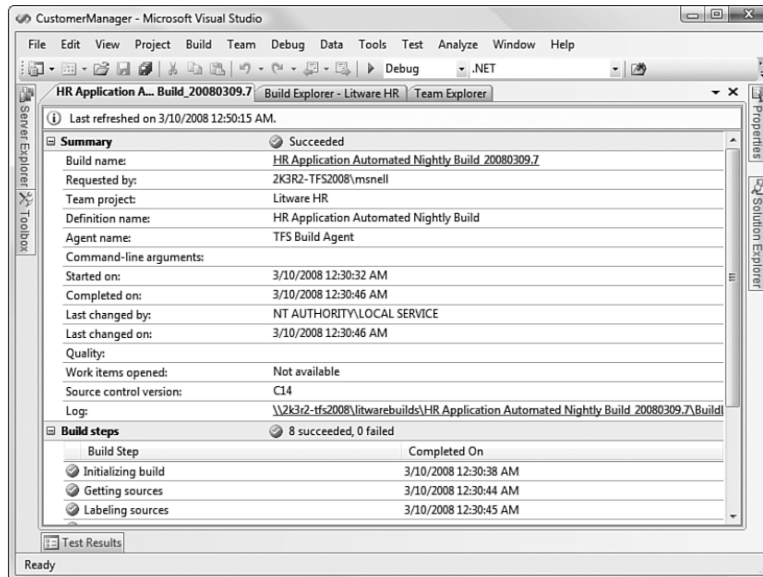 CustomerManager - Microsoft Visual Studio
File Edit View Project Build Team Debug Data Tools Test Analyze Window Help
Debug .NET
HR Application A... Build_20080309.7 Build Explorer - Litware HR Team Explorer
Server Explorer
Toolbox
Properties
Solution Explorer
Last refreshed on 3/10/2008 12:50:15 AM.
Summary Succeeded
Build name: HR Application Automated Nightly Build_20080309.7
Requested by: 2K3R2-TFS2008\msnell
Team project: Litware HR
Definition name: HR Application Automated Nightly Build
Agent name: TFS Build Agent
Command-line arguments:
Started on: 3/10/2008 12:30:32 AM
Completed on: 3/10/2008 12:30:46 AM
Last changed by: NT AUTHORITY\LOCAL SERVICE
Last changed on: 3/10/2008 12:30:46 AM
Quality:
Work items opened: Not available
Source control version: C14
Log: \\2k3r2-tfs2008\litwarebuilds\HR Application Automated Nightly Build_20080309.7\BuildL
Build steps 8 succeeded, 0 failed
Build Step Completed On
Initializing build 3/10/2008 12:30:38 AM
Getting sources 3/10/2008 12:30:44 AM
Labeling sources 3/10/2008 12:30:45 AM
Test Results
Ready